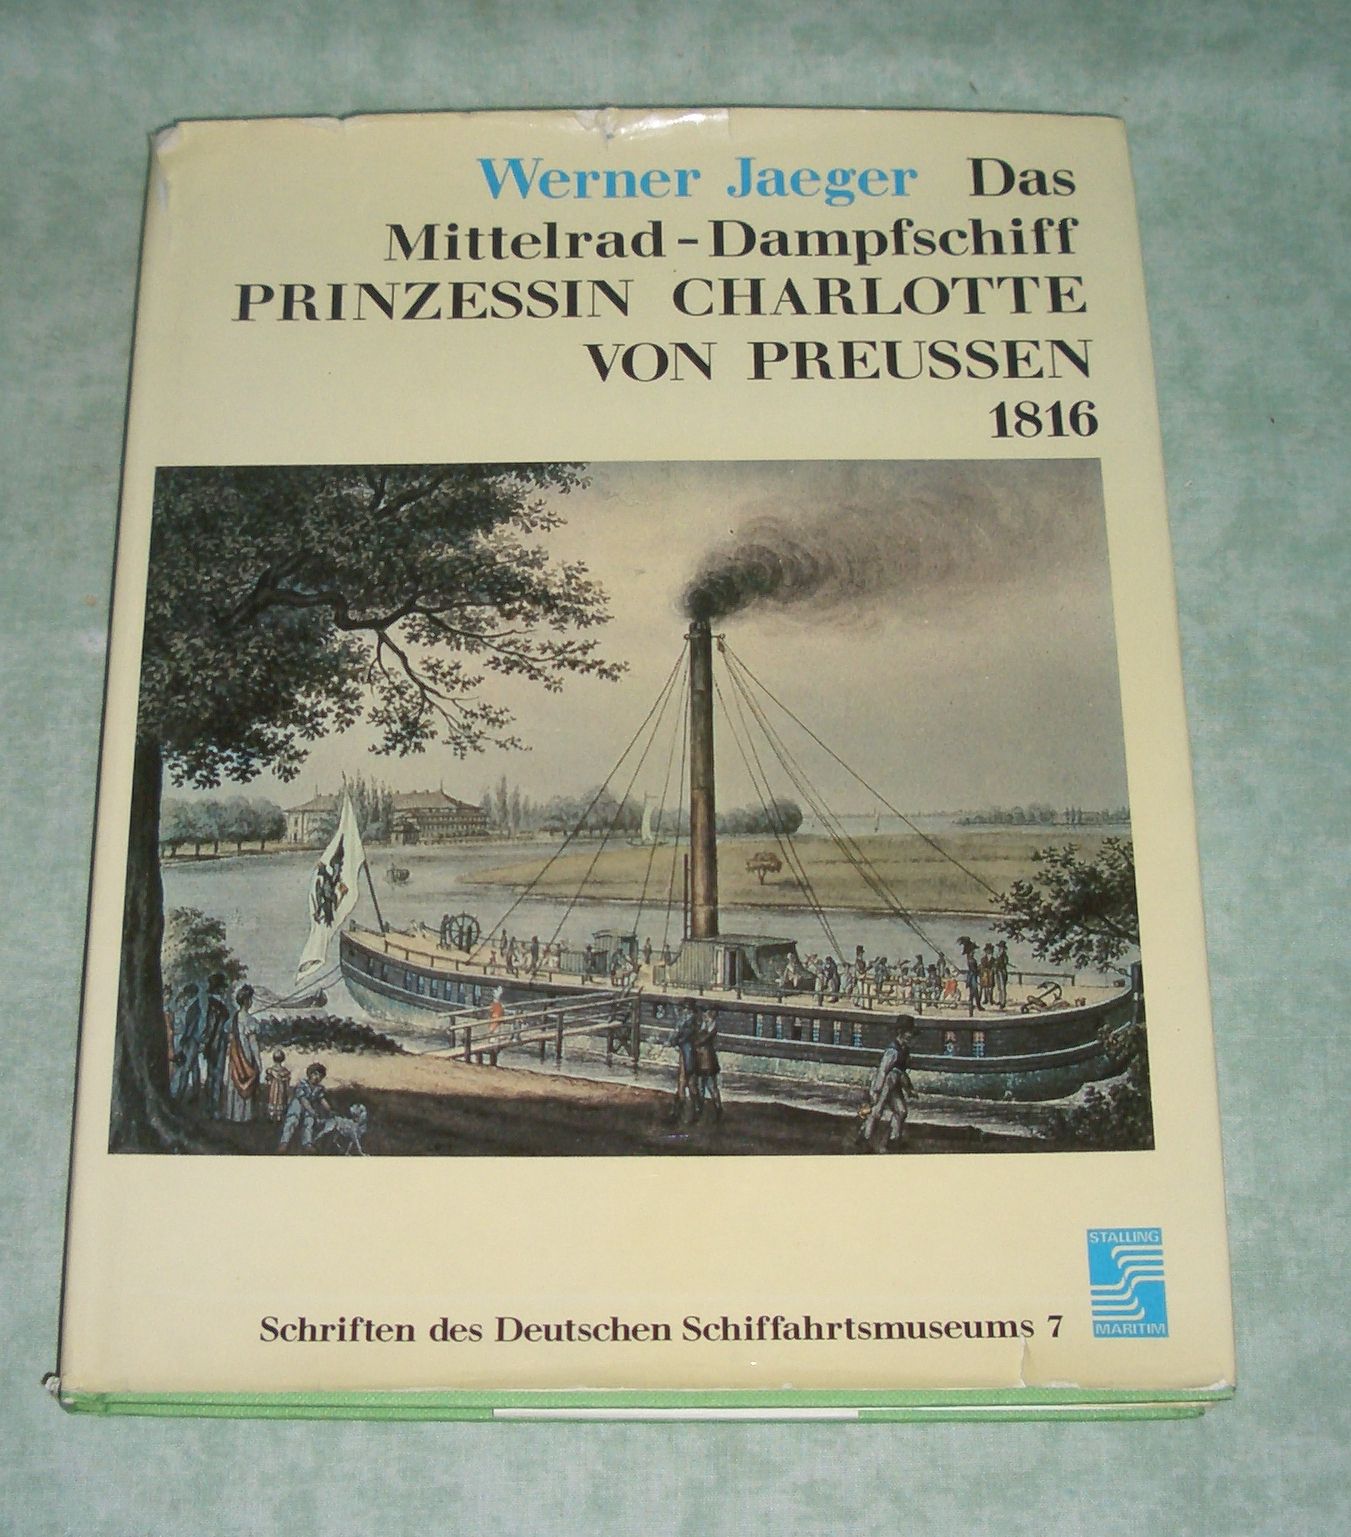 Werner Jaeger Das
Mittelrad-Dampfschiff
PRINZESSIN CHARLOTTE
VON PREUSSEN
1816
STALLING
MARITIM
Schriften des Deutschen Schiffahrtsmuseums 7